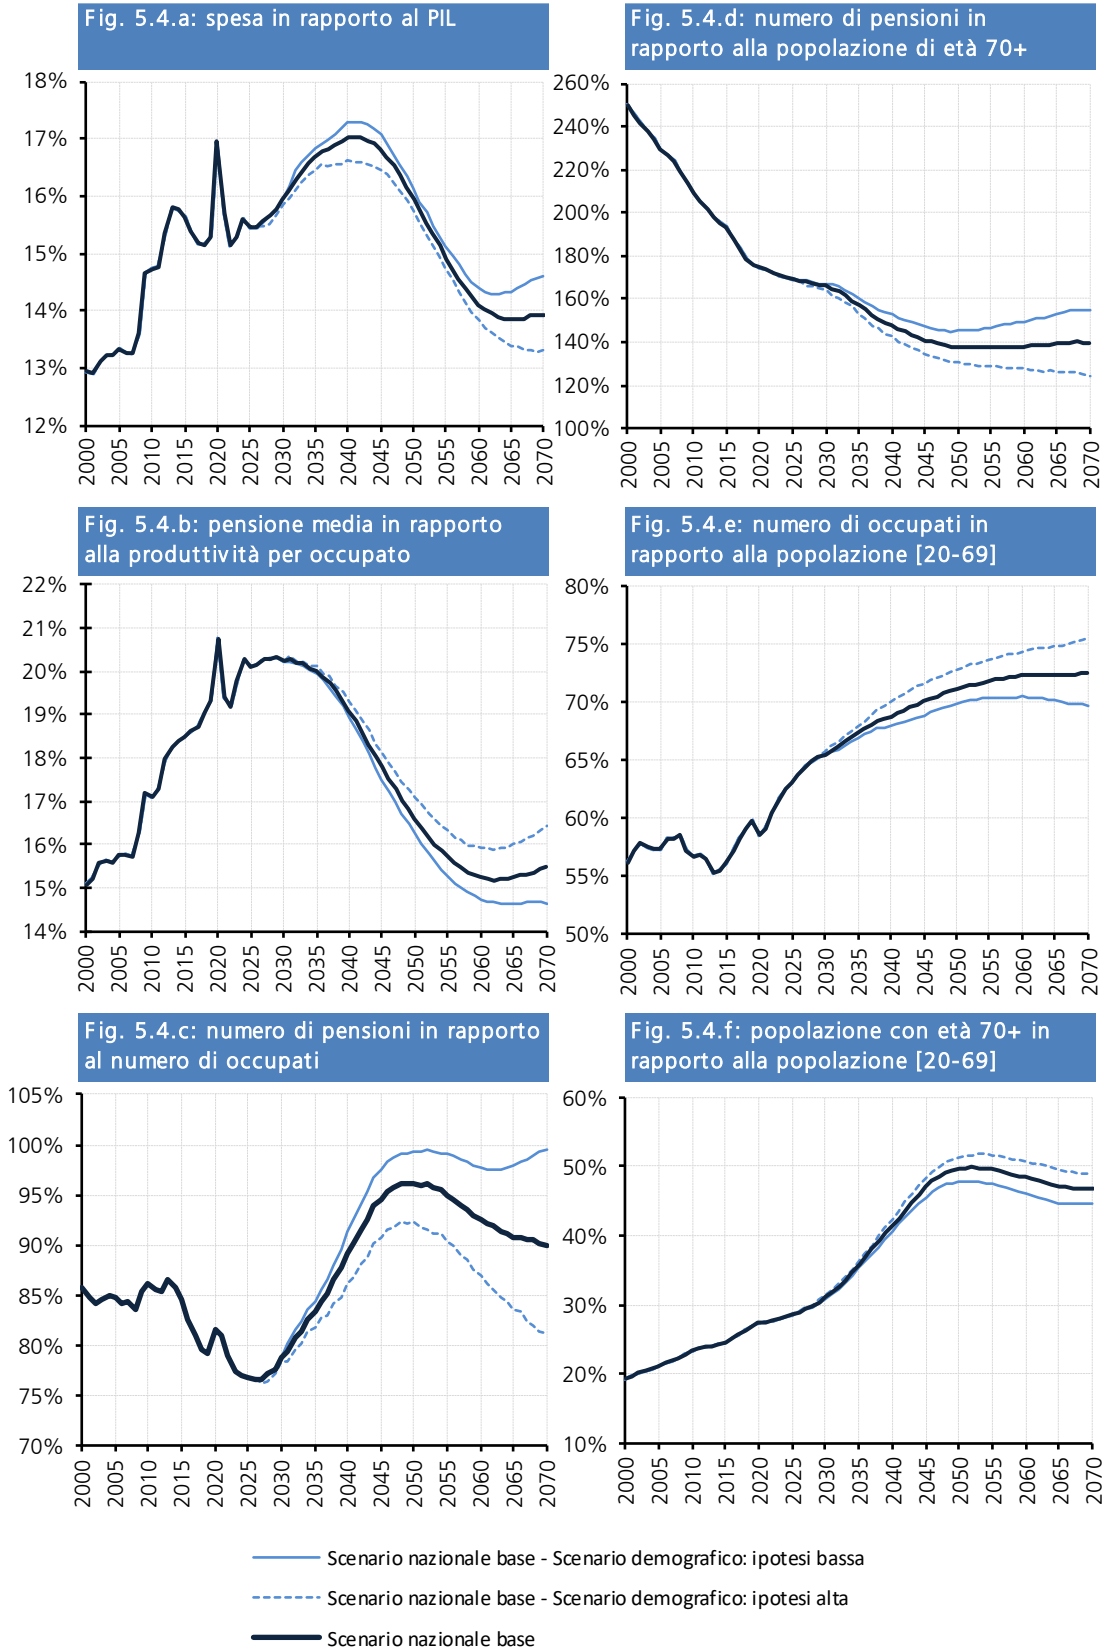 Fig. 5.4.a: spesa in rapporto al PIL
18%
17%
16%
15%
14%
13%
12%
2000 2005 2010 2015 2020 2025 2030 2035 2040 2045 2050 2055 2060 2065 2070
Fig. 5.4.d: numero di pensioni in
rapporto alla popolazione di età 70+
260%
240%
220%
200%
180%
160%
140%
120%
100%
2000 2005 2010 2015 2020 2025 2030 2035 2040 2045 2050 2055 2060 2065 2070
Fig. 5.4.b: pensione media in rapporto
alla produttività per occupato
22%
21%
20%
19%
18%
17%
16%
15%
14%
2000 2005 2010 2015 2020 2025 2030 2035 2040 2045 2050 2055 2060 2065 2070
Fig. 5.4.e: numero di occupati in
rapporto alla popolazione [20-69]
80%
75%
70%
65%
60%
55%
50%
2000 2005 2010 2015 2020 2025 2030 2035 2040 2045 2050 2055 2060 2065 2070
Fig. 5.4.c: numero di pensioni in rapporto
al numero di occupati
105%
100%
95%
90%
85%
80%
75%
70%
2000 2005 2010 2015 2020 2025 2030 2035 2040 2045 2050 2055 2060 2065 2070
Fig. 5.4.f: popolazione con età 70+ in
rapporto alla popolazione [20-69]
60%
50%
40%
30%
20%
10%
2000 2005 2010 2015 2020 2025 2030 2035 2040 2045 2050 2055 2060 2065 2070
Scenario nazionale base - Scenario demografico: ipotesi bassa
Scenario nazionale base - Scenario demografico: ipotesi alta
Scenario nazionale base